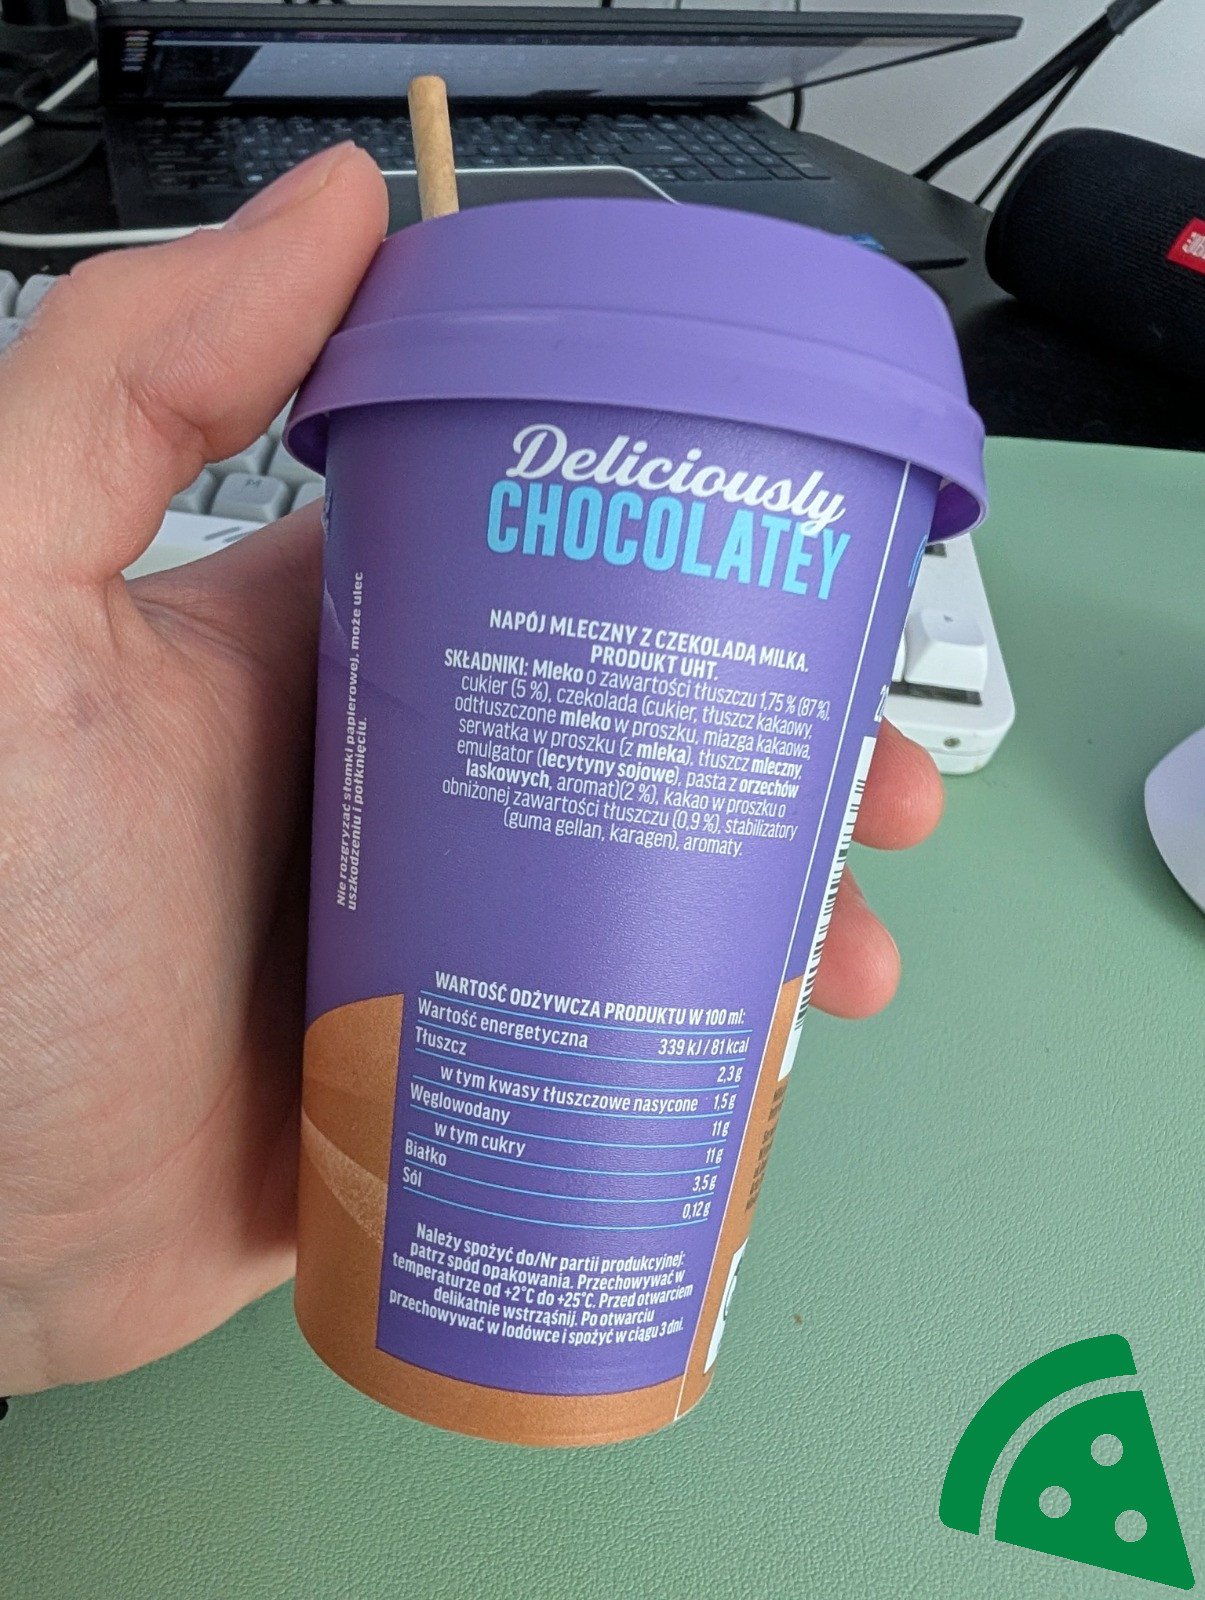 Deliciously
CHOCOLATEY
NAPÓJ MLECZNY Z CZEKOLADĄ MILKA.
PRODUKT UHT.
SKŁADNIKI: Mleko o zawartości tłuszczu 1,75 % (87 %),
cukier (5 %), czekolada (cukier, tłuszcz kakaowy,
odtłuszczone mleko w proszku, miazga kakaowa,
serwatka w proszku (z mleka), tłuszcz mleczny,
emulgator (lecytyny sojowe), pasta z orzechów
laskowych, aromat)(2 %), kakao w proszku o
obniżonej zawartości tłuszczu (0,9 %), stabilizatory
(guma gellan, karagen), aromaty.
Nie rozgryzać słomki papierowej, może ulec
uszkodzeniu i połknięciu.
WARTOŚĆ ODŻYWCZA PRODUKTU W 100 ml:
Wartość energetyczna 339 kJ / 81 kcal
Tłuszcz 2,3 g
w tym kwasy tłuszczowe nasycone 1,5 g
Węglowodany 11 g
w tym cukry 11 g
Białko 3,5 g
Sól 0,12 g
Należy spożyć do/Nr partii produkcyjnej:
patrz spód opakowania. Przechowywać w
temperaturze od +2°C do +25°C. Przed otwarciem
delikatnie wstrząśnij. Po otwarciu
przechowywać w lodówce i spożyć w ciągu 3 dni.
JBL